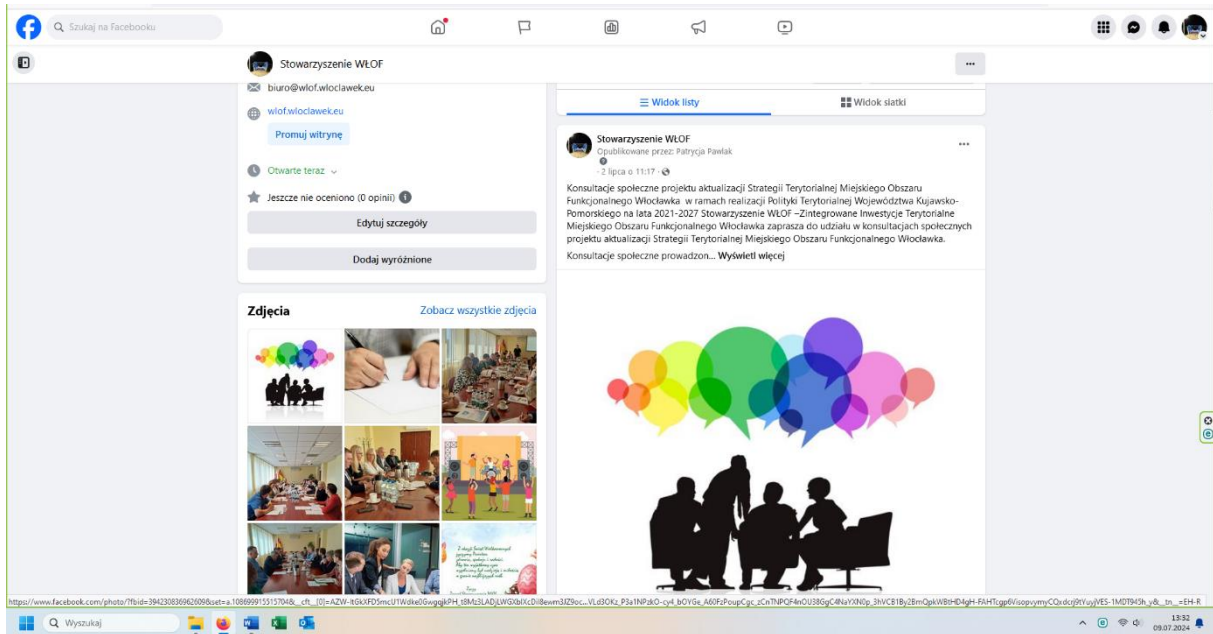 Szukaj na Facebooku
Stowarzyszenie WŁOF
biuro@wlof.wloclawek.eu
wlof.wloclawek.eu
Promuj witrynę
Otwarte teraz
Jeszcze nie oceniono (0 opinii)
Edytuj szczegóły
Dodaj wyróżnione
Zdjęcia
Zobacz wszystkie zdjęcia
Widok listy
Widok siatki
Stowarzyszenie WŁOF
Opublikowane przez: Patrycja Pawlak
· 2 lipca o 11:17 ·
Konsultacje społeczne projektu aktualizacji Strategii Terytorialnej Miejskiego Obszaru
Funkcjonalnego Włocławka w ramach realizacji Polityki Terytorialnej Województwa Kujawsko-
Pomorskiego na lata 2021-2027 Stowarzyszenie WŁOF –Zintegrowane Inwestycje Terytorialne
Miejskiego Obszaru Funkcjonalnego Włocławka zaprasza do udziału w konsultacjach społecznych
projektu aktualizacji Strategii Terytorialnej Miejskiego Obszaru Funkcjonalnego Włocławka.
Konsultacje społeczne prowadzon... Wyświetl więcej
Wyszukaj
13:32
09.07.2024